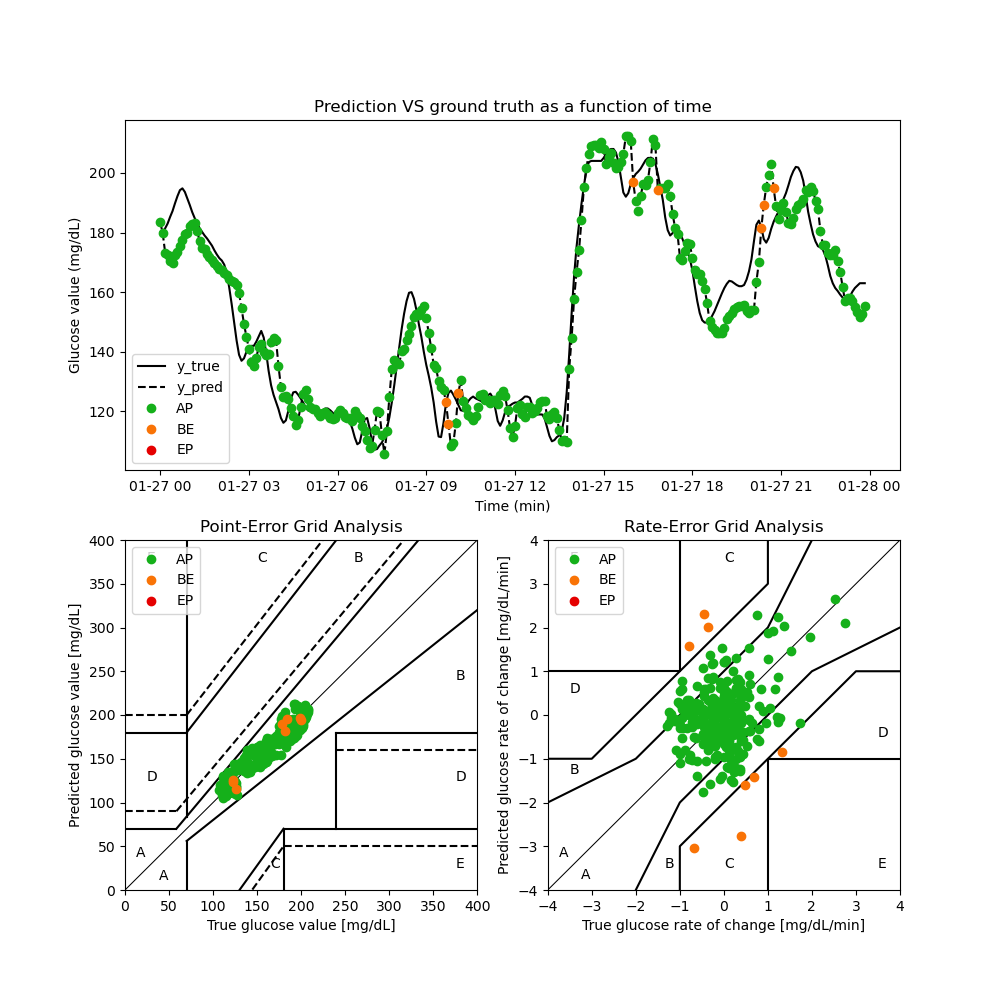 Prediction VS ground truth as a function of time
Glucose value (mg/dL)
200
180
160
140
120
y_true
y_pred
AP
BE
EP
01-27 00 01-27 03 01-27 06 01-27 09 01-27 12 01-27 15 01-27 18 01-27 21 01-28 00
Time (min)
Point-Error Grid Analysis
Predicted glucose value [mg/dL]
400
350
300
250
200
150
100
50
0
AP
BE
EP
C
B
B
D
D
A
A
C
E
0 50 100 150 200 250 300 350 400
True glucose value [mg/dL]
Rate-Error Grid Analysis
Predicted glucose rate of change [mg/dL/min]
4
3
2
1
0
−1
−2
−3
−4
AP
BE
EP
C
D
D
B
A
A
B
C
E
−4 −3 −2 −1 0 1 2 3 4
True glucose rate of change [mg/dL/min]